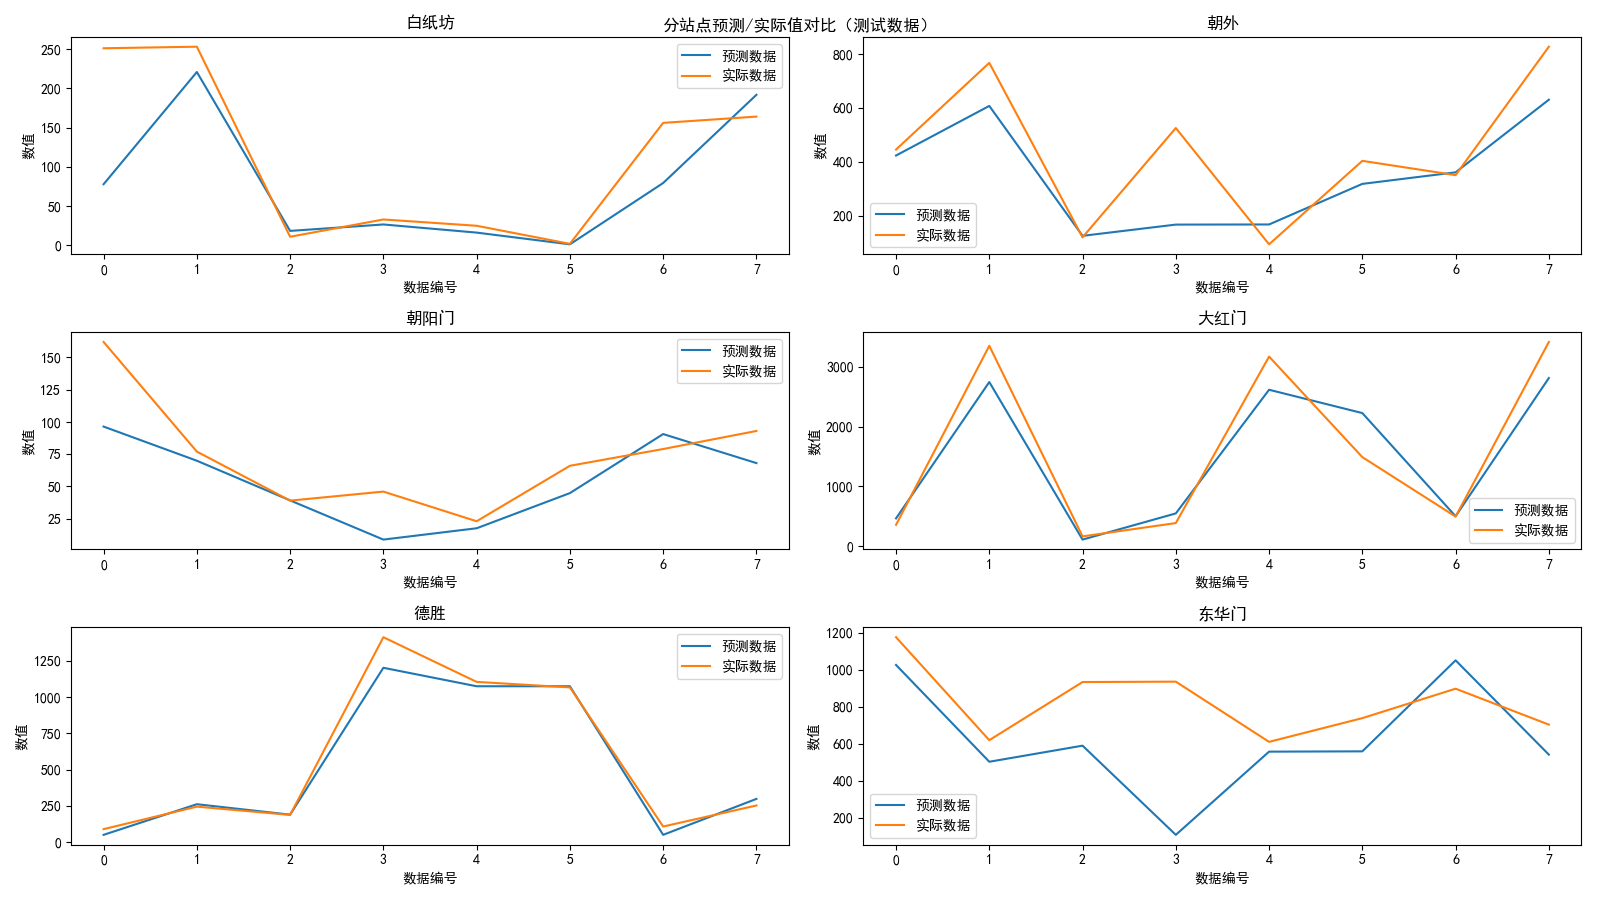 分站点预测/实际值对比（测试数据）
白纸坊
数值
250
200
150
100
50
0
预测数据
实际数据
0 1 2 3 4 5 6 7
数据编号
朝外
数值
800
600
400
200
预测数据
实际数据
0 1 2 3 4 5 6 7
数据编号
朝阳门
数值
150
125
100
75
50
25
预测数据
实际数据
0 1 2 3 4 5 6 7
数据编号
大红门
数值
3000
2000
1000
0
预测数据
实际数据
0 1 2 3 4 5 6 7
数据编号
德胜
数值
1250
1000
750
500
250
0
预测数据
实际数据
0 1 2 3 4 5 6 7
数据编号
东华门
数值
1200
1000
800
600
400
200
预测数据
实际数据
0 1 2 3 4 5 6 7
数据编号